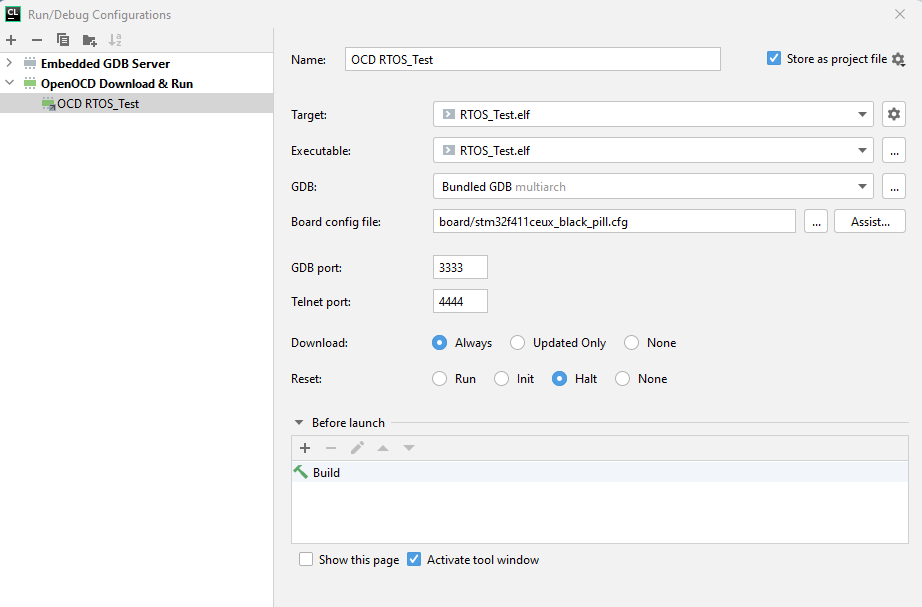 CL Run/Debug Configurations
Embedded GDB Server
OpenOCD Download & Run
OCD RTOS_Test
Name: OCD RTOS_Test Store as project file
Target: RTOS_Test.elf
Executable: RTOS_Test.elf ...
GDB: Bundled GDB multiarch ...
Board config file: board/stm32f411ceux_black_pill.cfg ... Assist...
GDB port: 3333
Telnet port: 4444
Download: Always Updated Only None
Reset: Run Init Halt None
Before launch
Build
Show this page Activate tool window